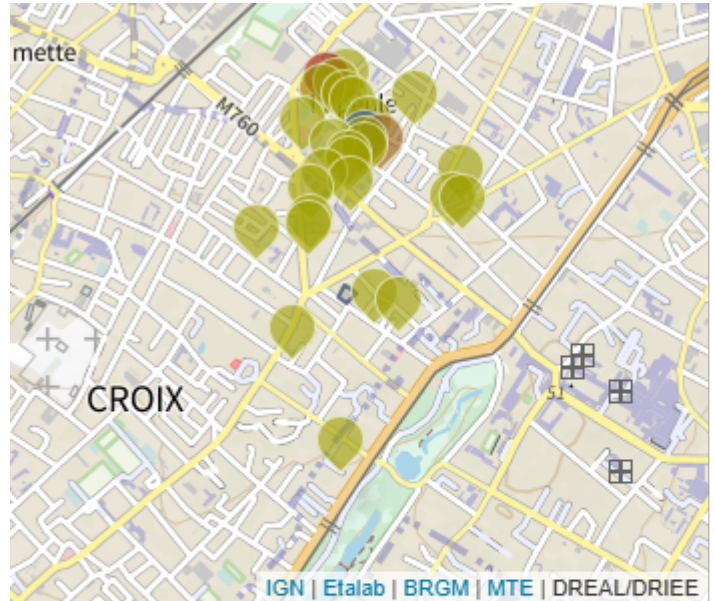 mette
M760
CROIX
51
IGN | Etalab | BRGM | MTE | DREAL/DRIEE